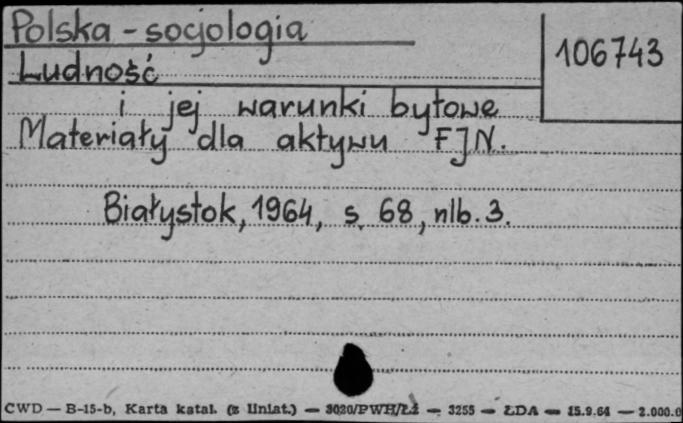 Polska - socjologia
106743
Ludność
i jej warunki bytowe
Materiały dla aktywu FJN.
Białystok, 1964, s. 68, nlb. 3.
CWD — B-15-b, Karta katal. (z liniat.) — 3020/PWH/Łź — 3255 — ŁDA — 15.9.64 — 2.000.0